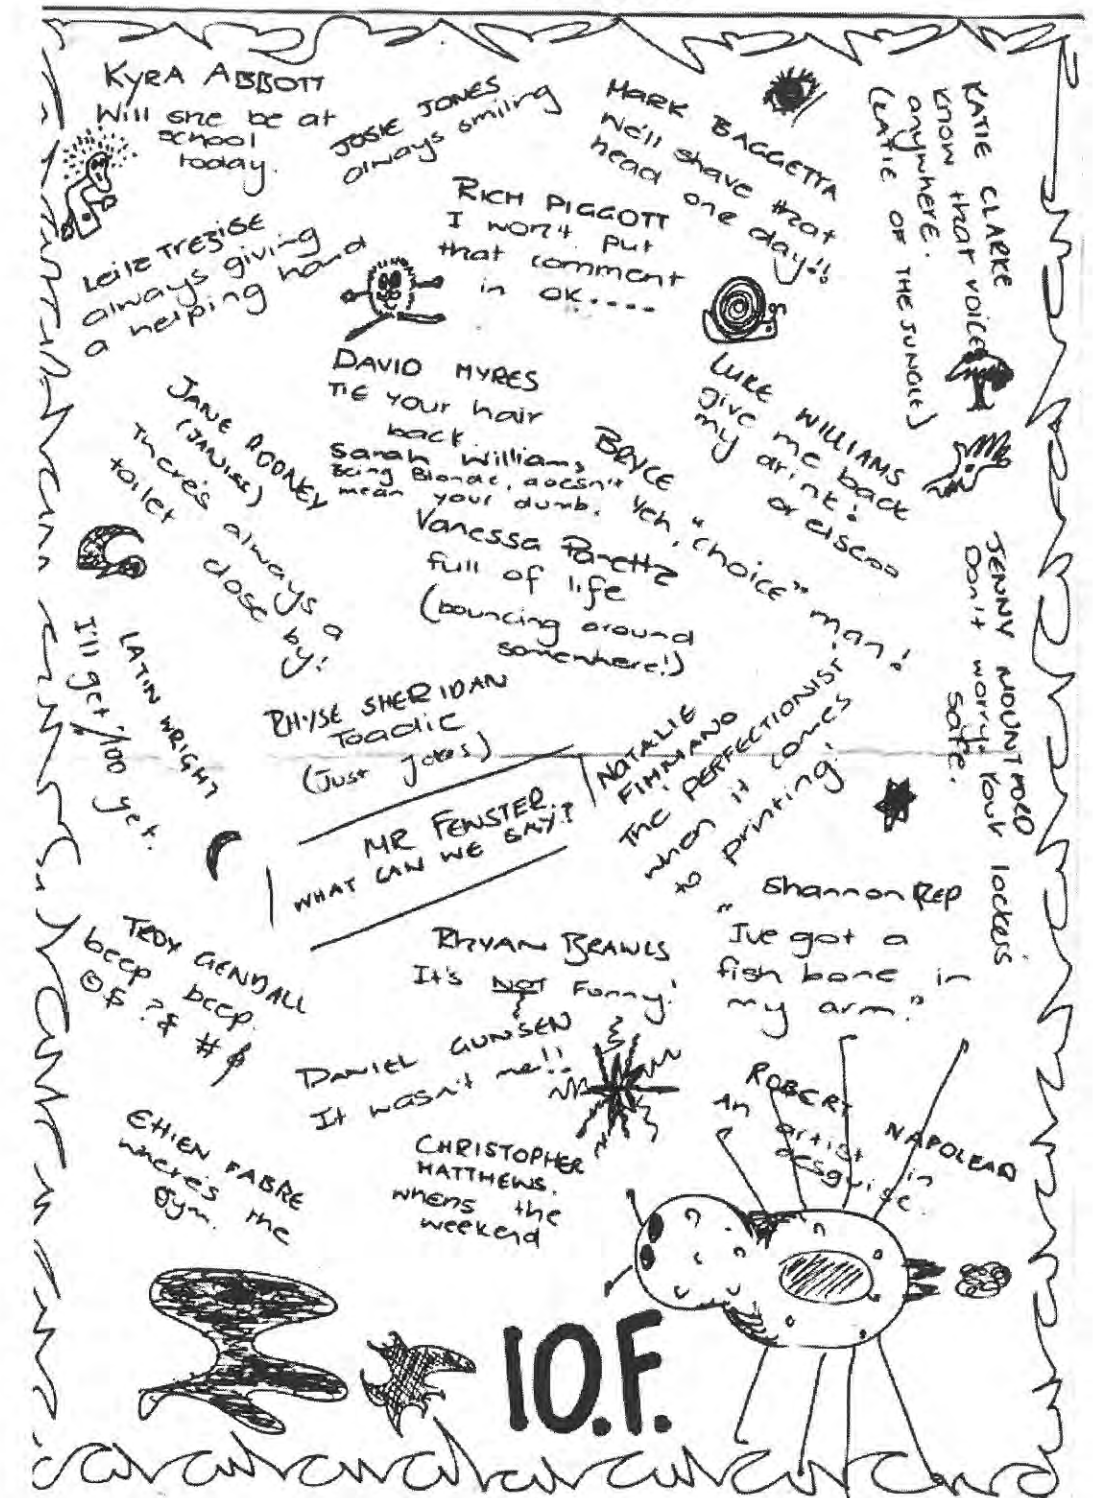 KYRA ABBOTT
Will she be at
school
today.
JOSIE JONES
always smiling
MARK BAGGETTA
We'll shave that
head one day!!
KATIE CLARKE
know that voice
anywhere.
(KATIE OF THE JUNGLE)
RICH PIGGOTT
I won't put
that comment
in OK....
Leila TREZISE
always giving
a helping hand
DAVID MYRES
TIE your hair
back.
Sarah Williams
Being Blonde, doesn't
mean your dumb.
LUKE WILLIAMS
give me back
my drink!
or else...
JANE ROONEY
(JANIES)
There's always a
toilet close by!
BRYCE
Yeh, "choice" man!
Vanessa
full of life
(bouncing around
somewhere!)
JENNY MOUNTFORD
Don't worry. Your lockers
safe.
LATIN WRIGHT
I'll get %100 yet.
RHYSE SHERIDAN
Toadie
(Just Jokes)
NATALIE
FIMMANO
THE PERFECTIONIST
when it comes
to printing!
MR FENSTER.
WHAT CAN WE SAY?
Shannon REP
"I've got a
fish bone in
my arm."
TROY GENDALL
beep beep.
@$ ?& #$
RHYAN BRAWLS
It's NOT Funny!
DANIEL GUNSEN
It wasn't me!!
ROBERT NAPOLEAO
An artist in
desguise.
EHIEN FABRE
where's the
Gym.
CHRISTOPHER
MATTHEWS.
whens the
weekend
10.F.